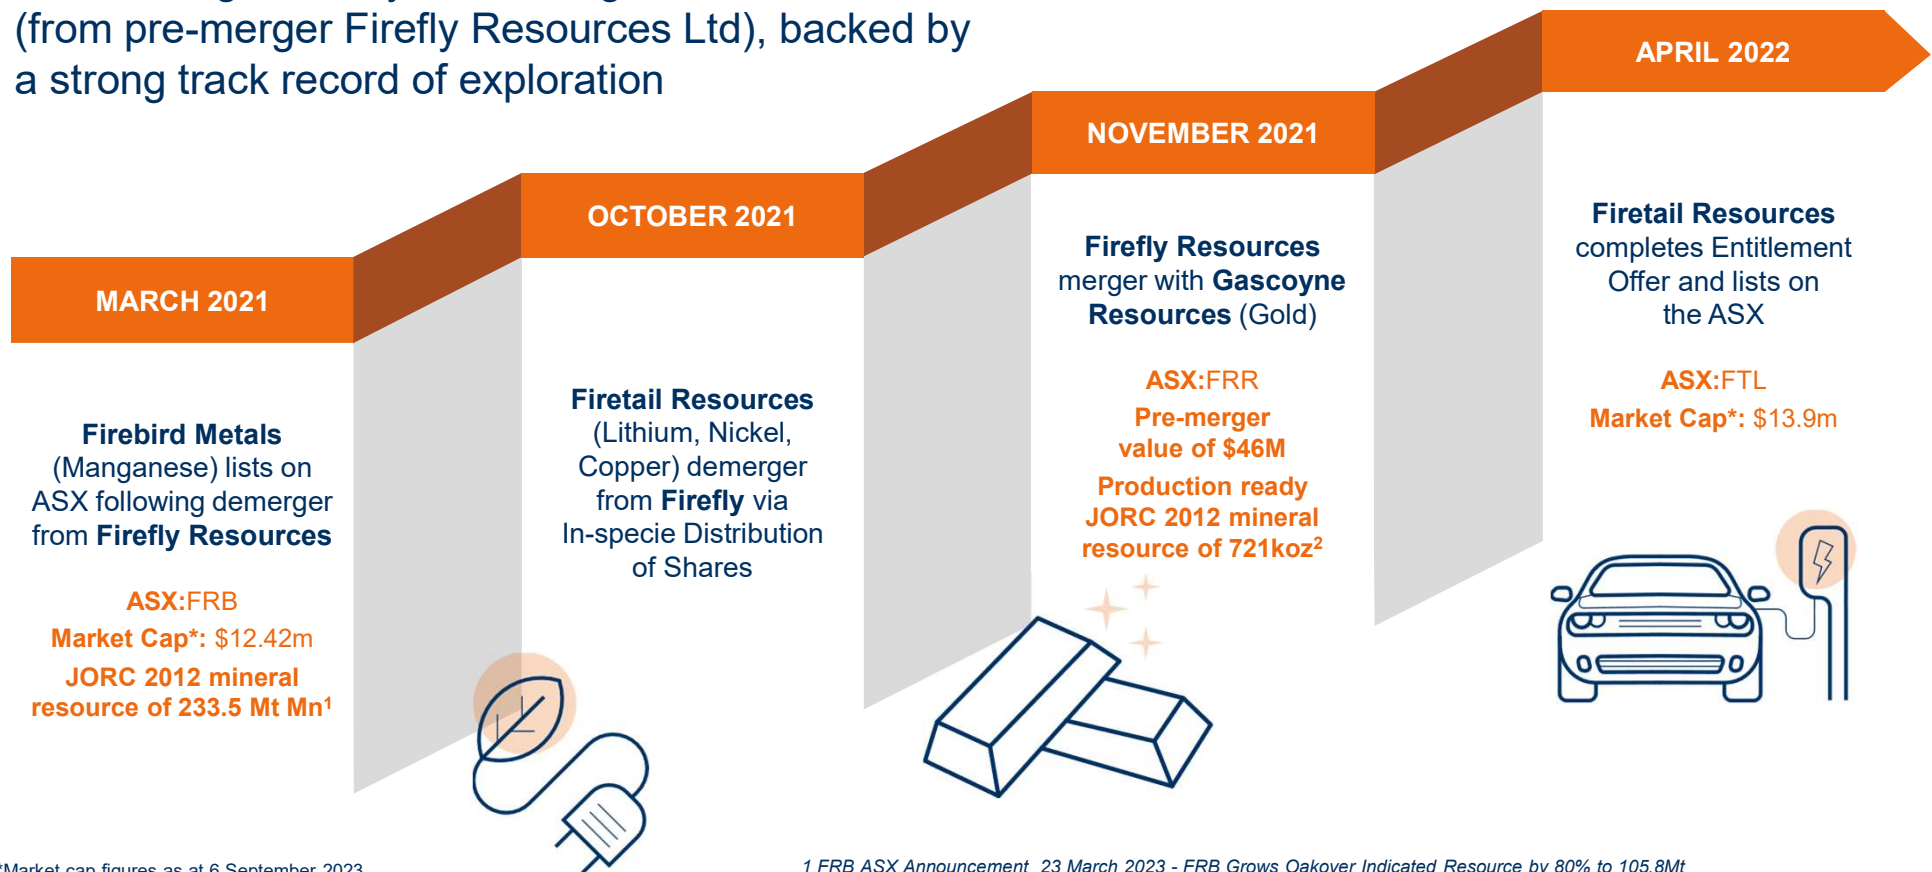 (from pre-merger Firefly Resources Ltd), backed by
a strong track record of exploration
MARCH 2021
Firebird Metals
(Manganese) lists on
ASX following demerger
from Firefly Resources
ASX:FRB
Market Cap*: $12.42m
JORC 2012 mineral
resource of 233.5 Mt Mn¹
OCTOBER 2021
Firetail Resources
(Lithium, Nickel,
Copper) demerger
from Firefly via
In-specie Distribution
of Shares
NOVEMBER 2021
Firefly Resources
merger with Gascoyne
Resources (Gold)
ASX:FRR
Pre-merger
value of $46M
Production ready
JORC 2012 mineral
resource of 721koz²
APRIL 2022
Firetail Resources
completes Entitlement
Offer and lists on
the ASX
ASX:FTL
Market Cap*: $13.9m
*Market cap figures as at 6 September 2023
1 FRB ASX Announcement 23 March 2023 - FRB Grows Oakover Indicated Resource by 80% to 105.8Mt